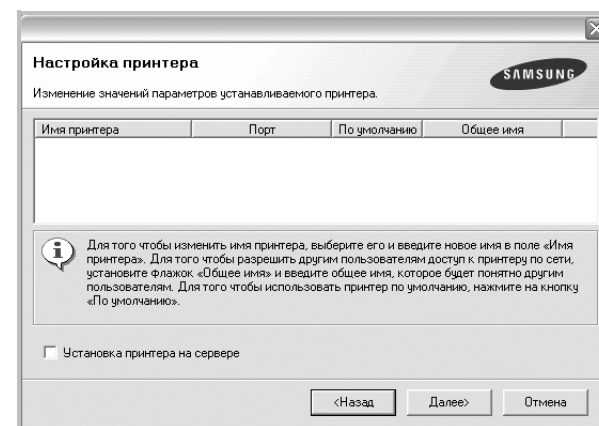 Настройка принтера
SAMSUNG
Изменение значений параметров устанавливаемого принтера.
Имя принтера Порт По умолчанию Общее имя
Для того чтобы изменить имя принтера, выберите его и введите новое имя в поле «Имя
принтера». Для того чтобы разрешить другим пользователям доступ к принтеру по сети,
установите флажок «Общее имя» и введите общее имя, которое будет понятно другим
пользователям. Для того чтобы использовать принтер по умолчанию, нажмите на кнопку
«По умолчанию».
Установка принтера на сервере
<Назад Далее> Отмена